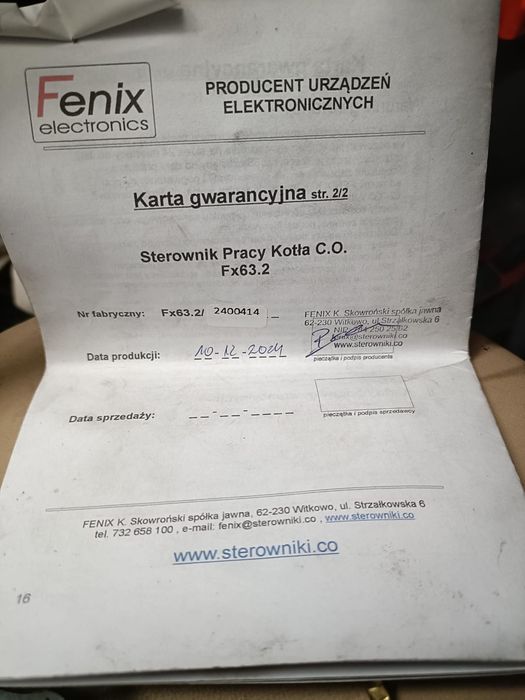 Fenix
electronics
PRODUCENT URZĄDZEŃ
ELEKTRONICZNYCH
Karta gwarancyjna str. 2/2
Sterownik Pracy Kotła C.O.
Fx63.2
Nr fabryczny: Fx63.2/ 2400414
FENIX K. Skowroński spółka jawna
62-230 Witkowo, ul. Strzałkowska 6
www.sterowniki.co
Data produkcji: 10-12-2024
pieczątka i podpis producenta
Data sprzedaży: _ _-_ _-_ _ _ _
pieczątka i podpis sprzedawcy
FENIX K. Skowroński spółka jawna, 62-230 Witkowo, ul. Strzałkowska 6
tel. 732 658 100 , e-mail: fenix@sterowniki.co , www.sterowniki.co
www.sterowniki.co
16